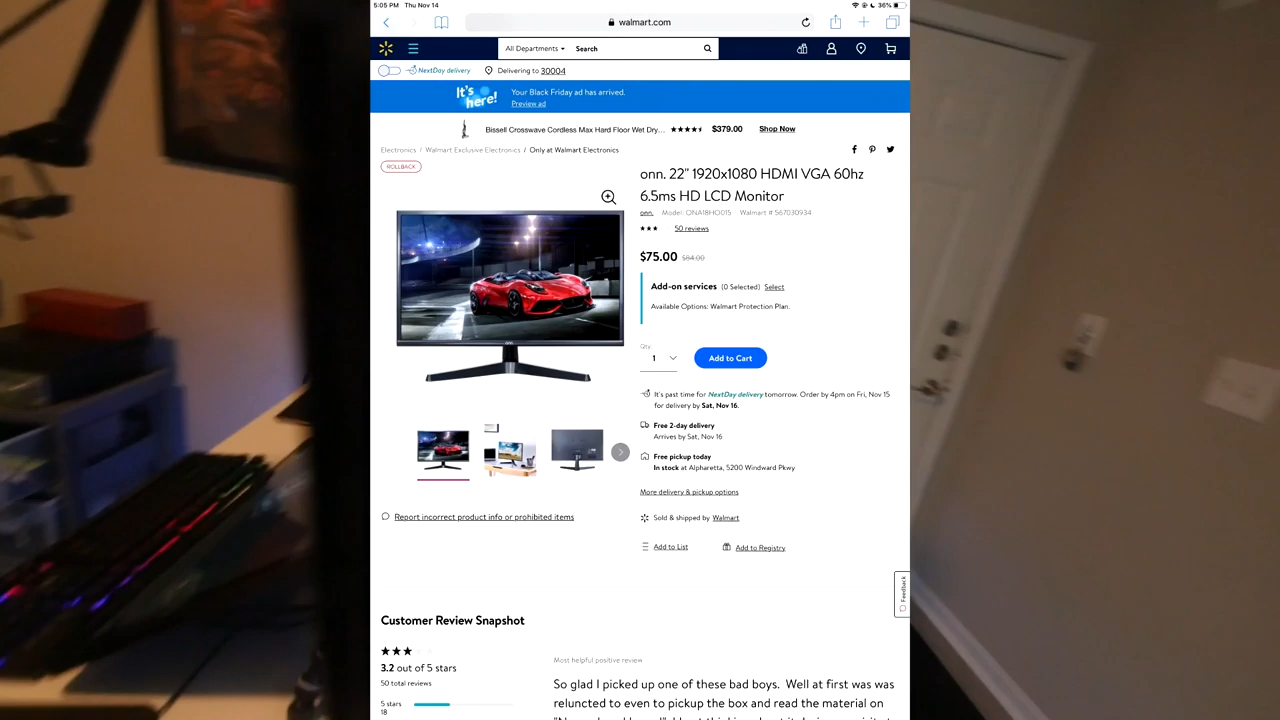 5:05 PM Thu Nov 14
36%
walmart.com
All Departments
Search
NextDay delivery
Delivering to 30004
It's here!
Your Black Friday ad has arrived.
Preview ad
Bissell Crosswave Cordless Max Hard Floor Wet Dry... $379.00 Shop Now
Electronics / Walmart Exclusive Electronics / Only at Walmart Electronics
ROLLBACK
onn. 22" 1920x1080 HDMI VGA 60hz
6.5ms HD LCD Monitor
onn. Model: ONA18HO015 Walmart # 567030934
50 reviews
$75.00 $84.00
Add-on services (0 Selected) Select
Available Options: Walmart Protection Plan.
Qty
1
Add to Cart
It's past time for NextDay delivery tomorrow. Order by 4pm on Fri, Nov 15
for delivery by Sat, Nov 16.
Free 2-day delivery
Arrives by Sat, Nov 16
Free pickup today
In stock at Alpharetta, 5200 Windward Pkwy
More delivery & pickup options
Report incorrect product info or prohibited items
Sold & shipped by Walmart
Add to List
Add to Registry
Feedback
Customer Review Snapshot
3.2 out of 5 stars
50 total reviews
5 stars
18
Most helpful positive review
So glad I picked up one of these bad boys. Well at first was was
reluncted to even to pickup the box and read the material on